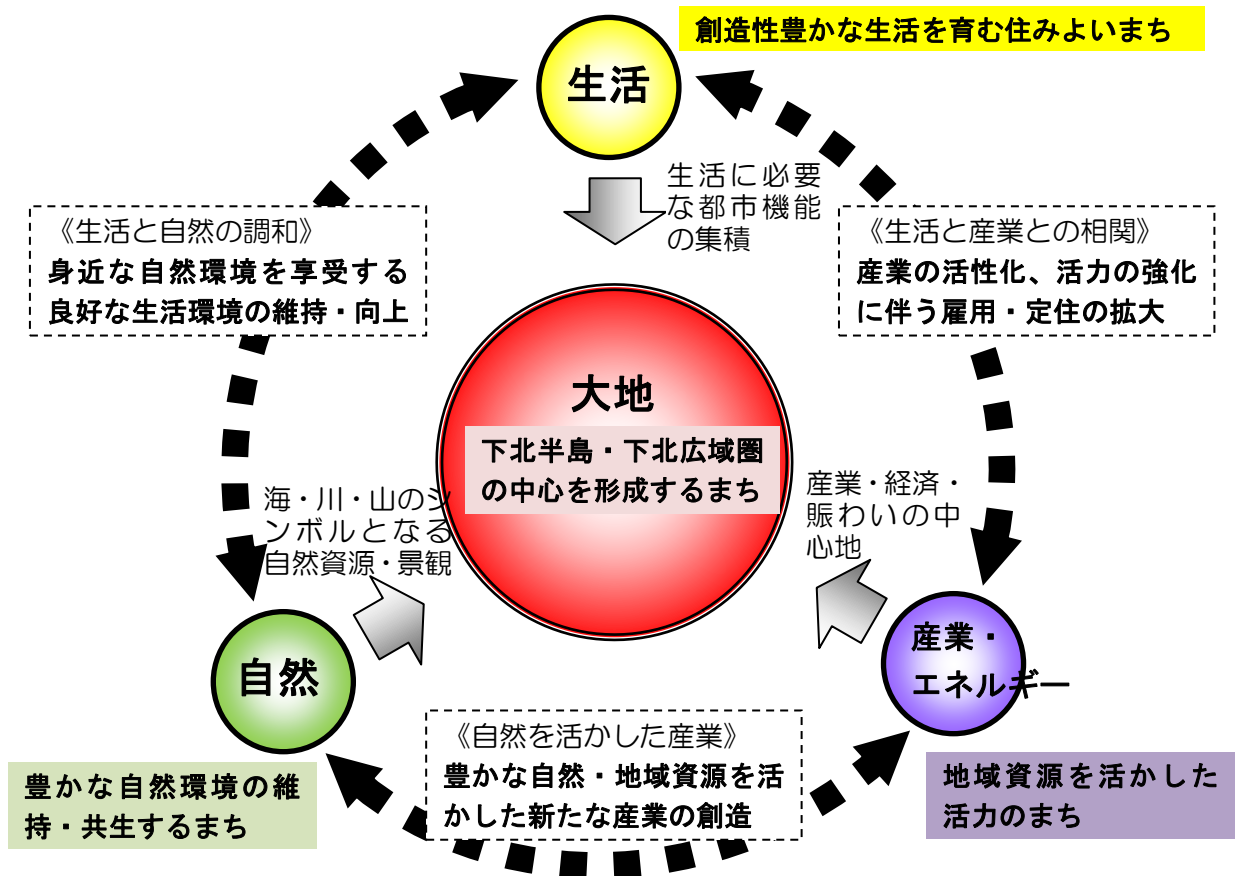 創造性豊かな生活を育む住みよいまち
生活
生活に必要
な都市機能
の集積
《生活と自然の調和》
身近な自然環境を享受する
良好な生活環境の維持・向上
《生活と産業との相関》
産業の活性化、活力の強化
に伴う雇用・定住の拡大
大地
下北半島・下北広域圏
の中心を形成するまち
海・川・山のシ
ンボルとなる
自然資源・景観
産業・経済・
賑わいの中
心地
自然
産業・
エネルギー
《自然を活かした産業》
豊かな自然・地域資源を活
かした新たな産業の創造
豊かな自然環境の維
持・共生するまち
地域資源を活かした
活力のまち